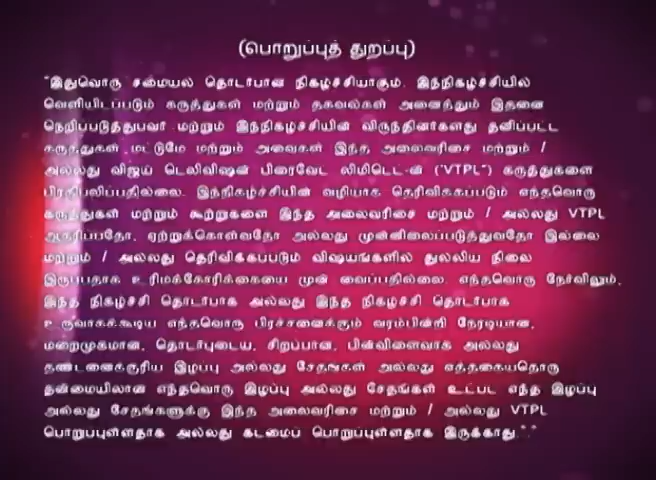 (பொறுப்புத் துறப்பு)
"இதுவொரு சமையல் தொடர்பான நிகழ்ச்சியாகும். இந்நிகழ்ச்சியில்
வெளியிடப்படும் கருத்துகள் மற்றும் தகவல்கள் அனைத்தும் இதனை
நெறிப்படுத்துபவர் மற்றும் இந்நிகழ்ச்சியின் விருந்தினர்களது தனிப்பட்ட
கருத்துகள் மட்டுமே மற்றும் அவைகள் இந்த அலைவரிசை மற்றும் /
அல்லது விஜய் டெலிவிஷன் பிரைவேட் லிமிடெட்-ன் ("VTPL") கருத்துகளை
பிரதிபலிப்பதில்லை. இந்நிகழ்ச்சியின் வழியாக தெரிவிக்கப்படும் எந்தவொரு
கருத்துகள் மற்றும் கூற்றுகளை இந்த அலைவரிசை மற்றும் / அல்லது VTPL
ஆதரிப்பதோ, ஏற்றுக்கொள்வதோ அல்லது முன்னிலைப்படுத்துவதோ இல்லை
மற்றும் / அல்லது தெரிவிக்கப்படும் விஷயங்களில் துல்லிய நிலை
இருப்பதாக உரிமக்கோரிக்கையை முன் வைப்பதில்லை. எந்தவொரு நேர்விலும்,
இந்த நிகழ்ச்சி தொடர்பாக அல்லது இந்த நிகழ்ச்சி தொடர்பாக
உருவாகக்கூடிய எந்தவொரு பிரச்சனைக்கும் வரம்பின்றி நேரடியான,
மறைமுகமான, தொடர்புடைய, சிறப்பான, பின்விளைவாக அல்லது
தண்டனைக்குரிய இழப்பு அல்லது சேதங்கள் அல்லது எத்தகையதொரு
தன்மையிலான எந்தவொரு இழப்பு அல்லது சேதங்கள் உட்பட எந்த இழப்பு
அல்லது சேதங்களுக்கு இந்த அலைவரிசை மற்றும் / அல்லது VTPL
பொறுப்புள்ளதாக அல்லது கடமைப் பொறுப்புள்ளதாக இருக்காது."."